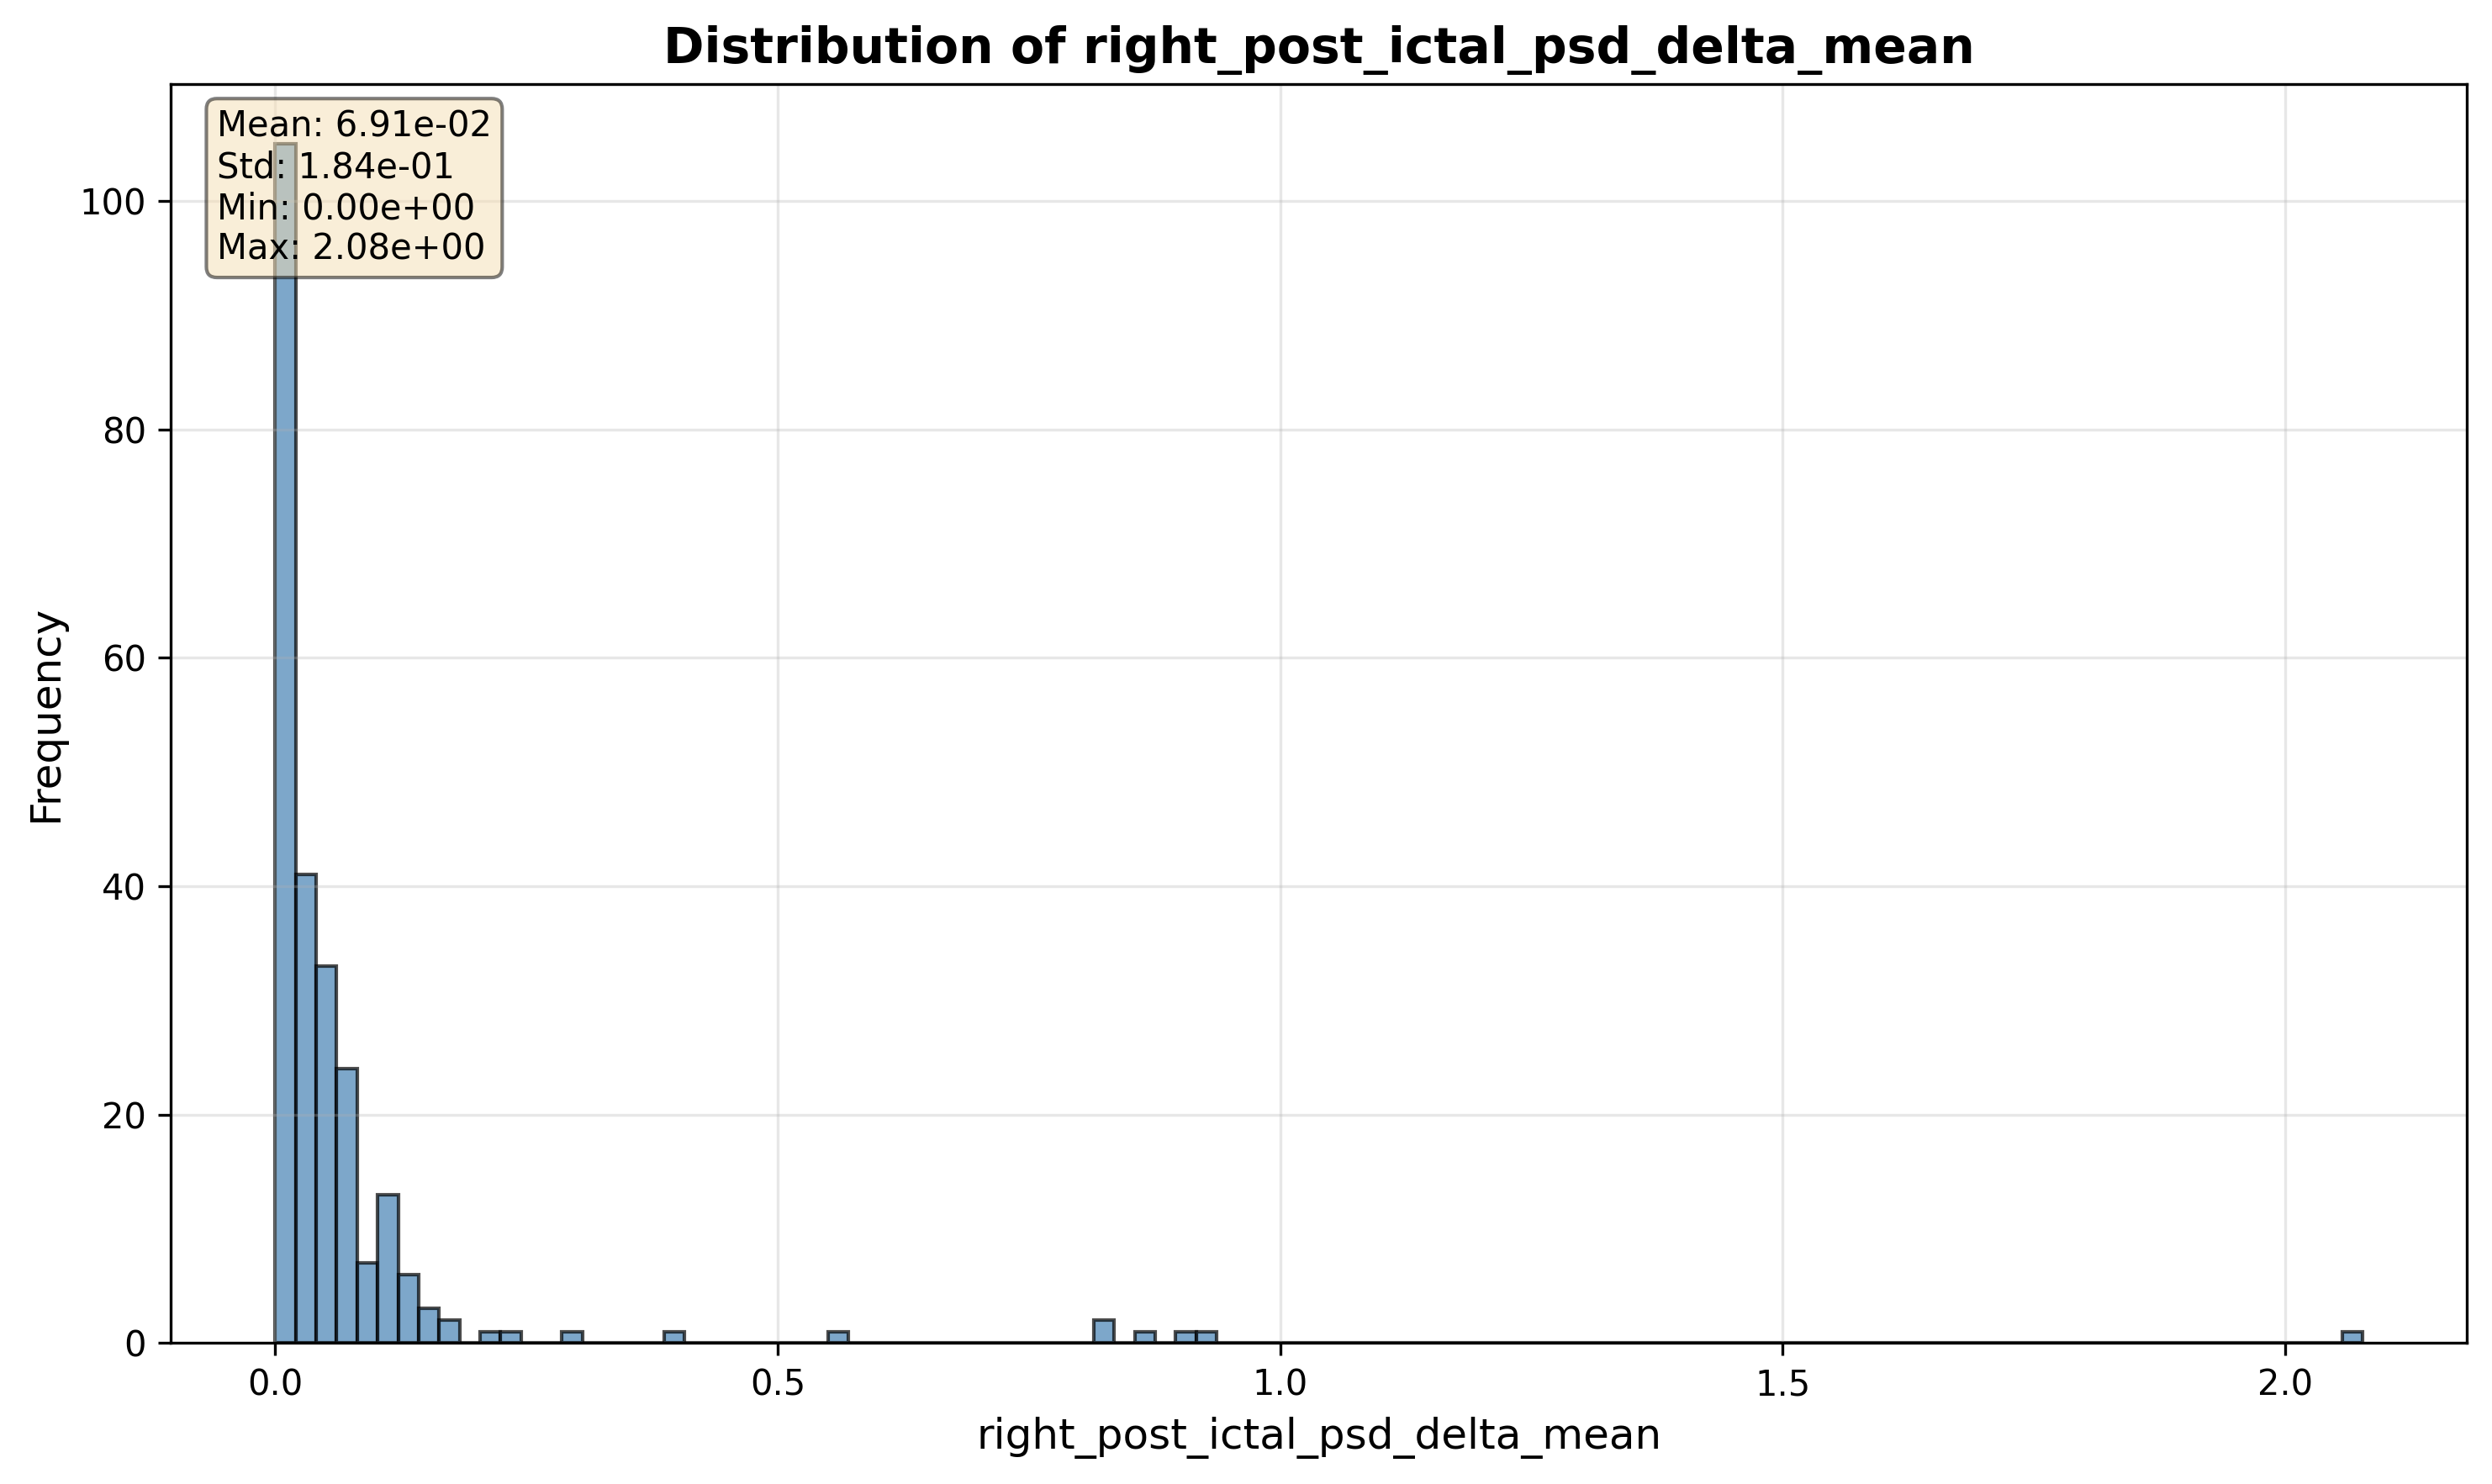 Distribution of right_post_ictal_psd_delta_mean
Mean: 6.91e-02
Std: 1.84e-01
Min: 0.00e+00
Max: 2.08e+00
100
80
60
40
20
0
Frequency
0.0 0.5 1.0 1.5 2.0
right_post_ictal_psd_delta_mean